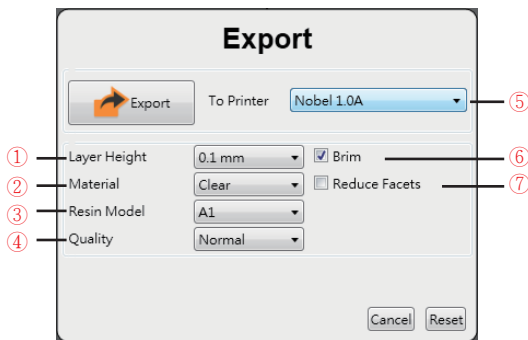 Export
Export To Printer Nobel 1.0A ⑤
① Layer Height 0.1 mm Brim ⑥
② Material Clear Reduce Facets ⑦
③ Resin Model A1
④ Quality Normal
Cancel Reset